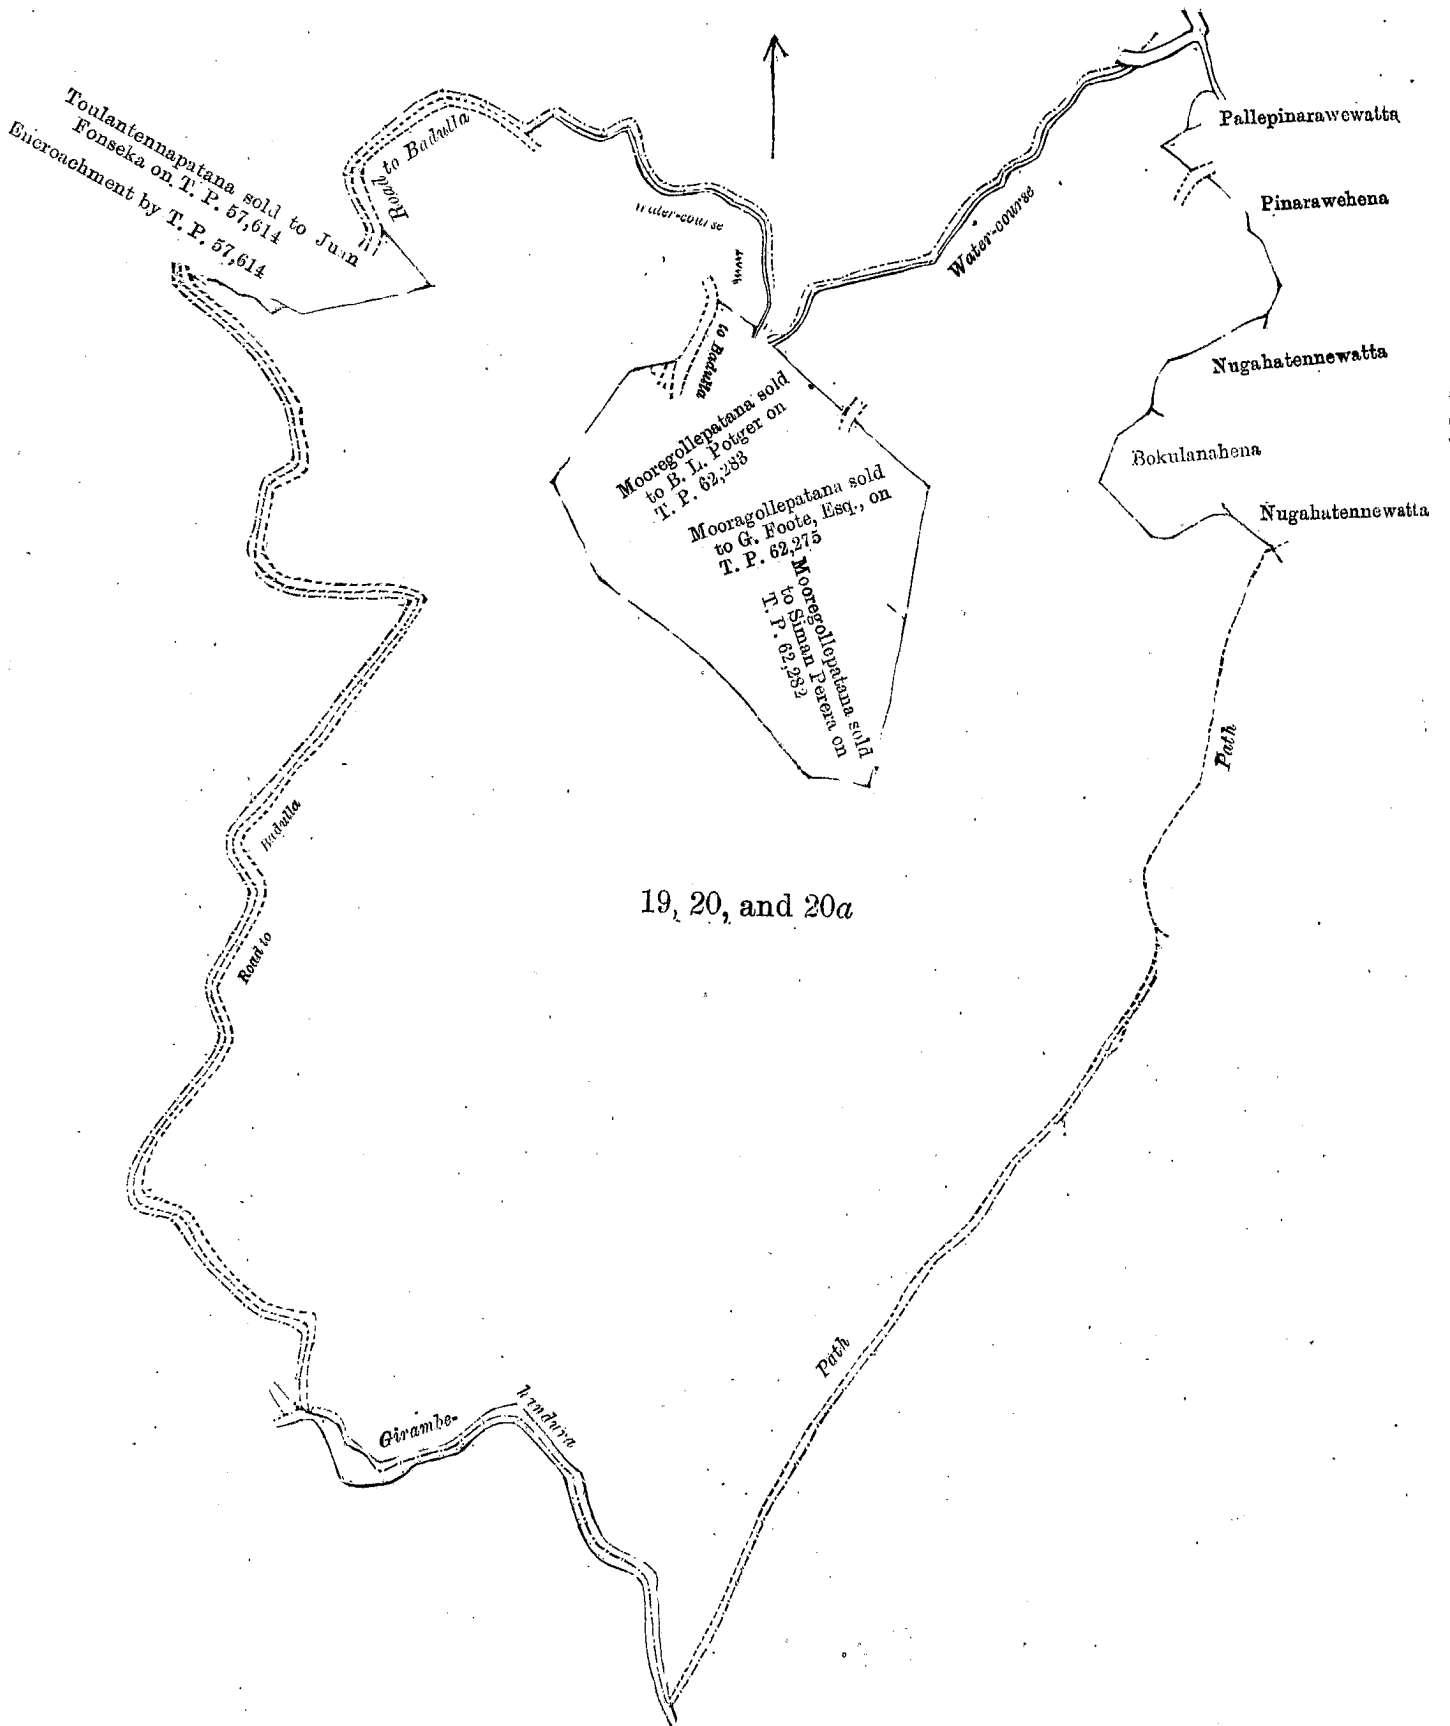 Toulantennapatana sold to Juan
Fonseka on T. P. 57,614
Encroachment by T. P. 57,614
Road to Badulla
Water-course
Water-course
Pallepinarawewatta
Pinarawehena
Nugahatennewatta
Bokulanahena
Nugahatennewatta
to Badulla
Mooregollepatana sold
to B. L. Potger on
T. P. 62,283
Mooragollepatana sold
to G. Foote, Esq., on
T. P. 62,275
Mooregollepatana sold
to Siman Perera on
T. P. 62,282
Path
Badulla
Road to
19, 20, and 20a
Path
Girambe-
kandura